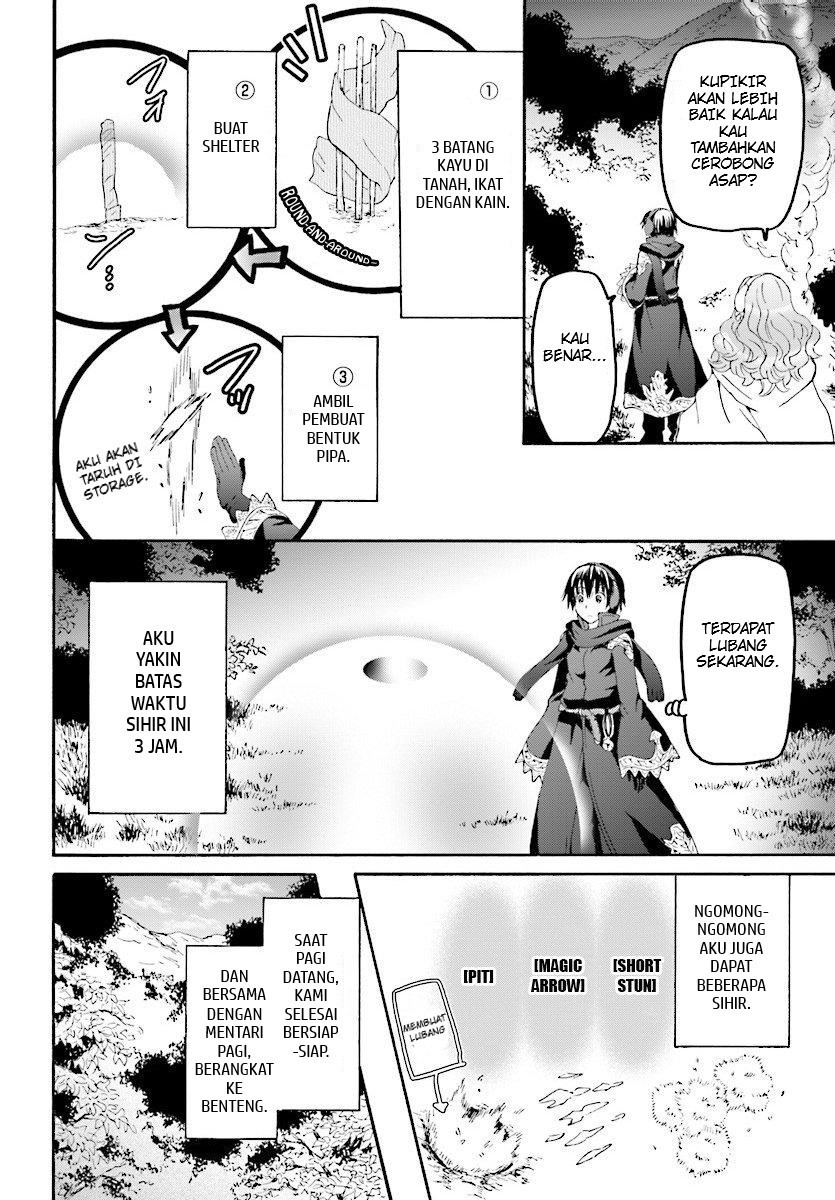 KUPIKIR
AKAN LEBIH
BAIK KALAU
KAU
TAMBAHKAN
CEROBONG
ASAP?
KAU
BENAR...
①
3 BATANG
KAYU DI
TANAH, IKAT
DENGAN KAIN.
ROUND-AND-AROUND~
②
BUAT
SHELTER
③
AMBIL
PEMBUAT
BENTUK
PIPA.
AKU AKAN
TARUH DI
STORAGE.
TERDAPAT
LUBANG
SEKARANG.
AKU
YAKIN
BATAS
WAKTU
SIHIR INI
3 JAM.
NGOMONG-
NGOMONG
AKU JUGA
DAPAT
BEBERAPA
SIHIR.
[SHORT
STUN]
[MAGIC
ARROW]
[PIT]
MEMBUAT
LUBANG
SAAT
PAGI
DATANG,
KAMI
SELESAI
BERSIAP
-SIAP.
DAN
BERSAMA
DENGAN
MENTARI
PAGI,
BERANGKAT
KE
BENTENG.